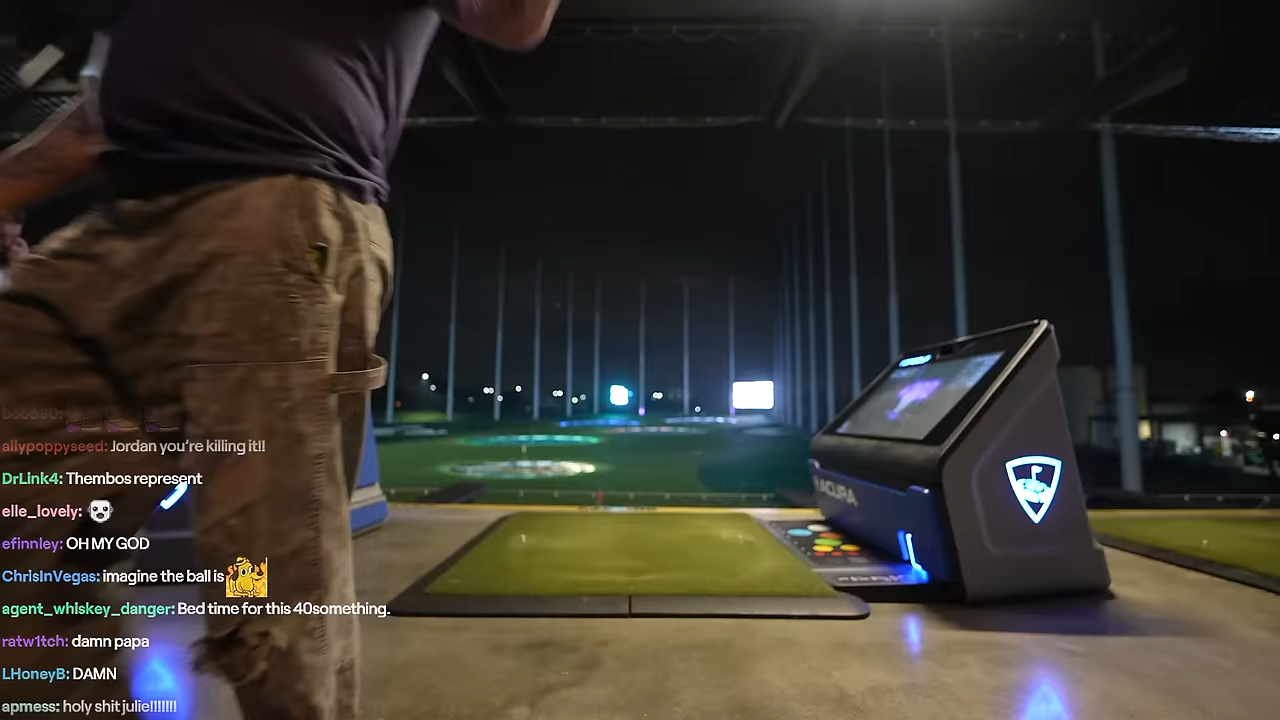 bobsau:
allypoppyseed: Jordan you're killing it!!
DrLink4: Thembos represent
elle_lovely:
efinnley: OH MY GOD
ChrisInVegas: imagine the ball is
agent_whiskey_danger: Bed time for this 40something.
ratw1tch: damn papa
LHoneyB: DAMN
apmess: holy shit julie!!!!!!!
ACURA